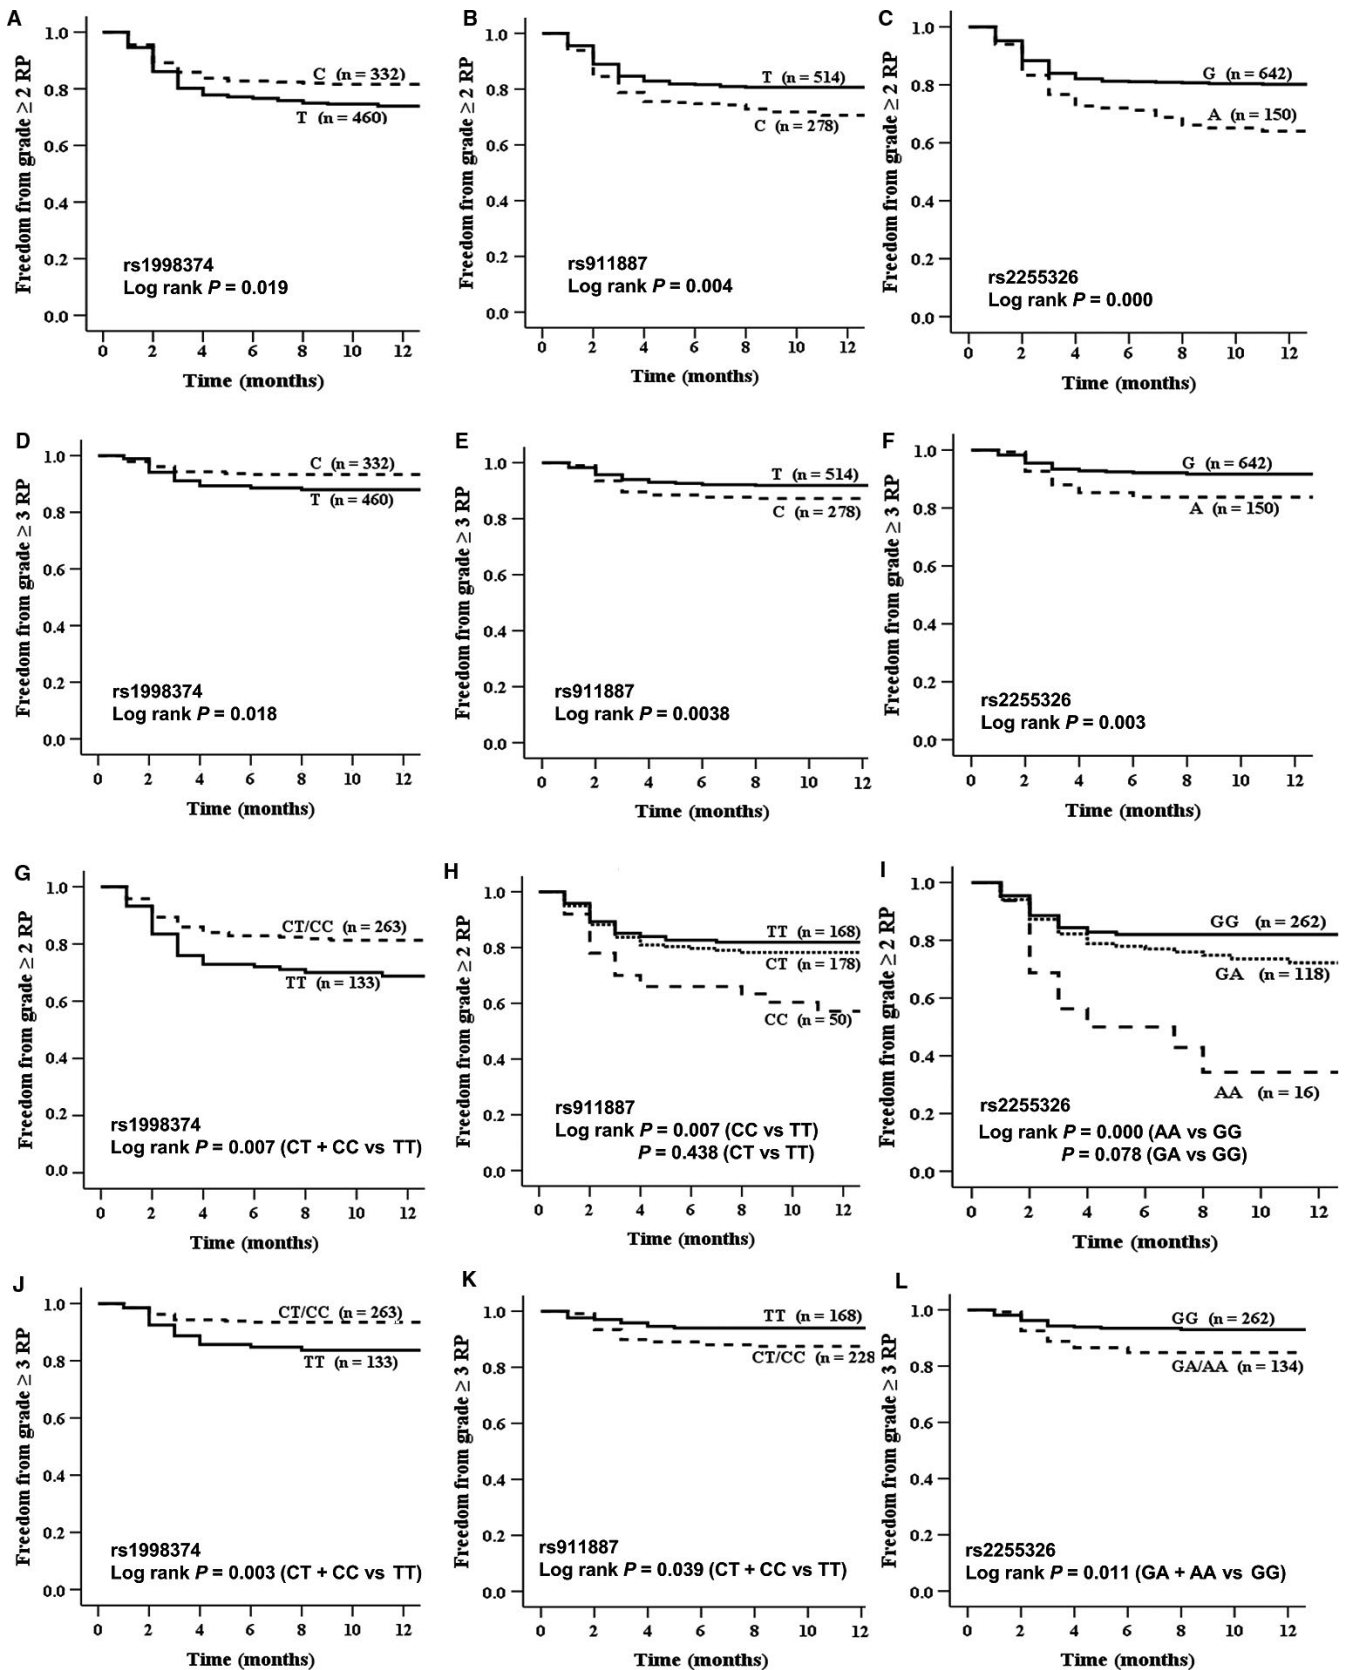 A
Freedom from grade ≥ 2 RP
1.0
0.8
0.6
0.4
0.2
0.0
C (n = 332)
T (n = 460)
rs1998374
Log rank P = 0.019
0 2 4 6 8 10 12
Time (months)
B
Freedom from grade ≥ 2 RP
1.0
0.8
0.6
0.4
0.2
0.0
T (n = 514)
C (n = 278)
rs911887
Log rank P = 0.004
0 2 4 6 8 10 12
Time (months)
C
Freedom from grade ≥ 2 RP
1.0
0.8
0.6
0.4
0.2
0.0
G (n = 642)
A (n = 150)
rs2255326
Log rank P = 0.000
0 2 4 6 8 10 12
Time (months)
D
Freedom from grade ≥ 3 RP
1.0
0.8
0.6
0.4
0.2
0.0
C (n = 332)
T (n = 460)
rs1998374
Log rank P = 0.018
0 2 4 6 8 10 12
Time (months)
E
Freedom from grade ≥ 3 RP
1.0
0.8
0.6
0.4
0.2
0.0
T (n = 514)
C (n = 278)
rs911887
Log rank P = 0.0038
0 2 4 6 8 10 12
Time (months)
F
Freedom from grade ≥ 3 RP
1.0
0.8
0.6
0.4
0.2
0.0
G (n = 642)
A (n = 150)
rs2255326
Log rank P = 0.003
0 2 4 6 8 10 12
Time (months)
G
Freedom from grade ≥ 2 RP
1.0
0.8
0.6
0.4
0.2
0.0
CT/CC (n = 263)
TT (n = 133)
rs1998374
Log rank P = 0.007 (CT + CC vs TT)
0 2 4 6 8 10 12
Time (months)
H
Freedom from grade ≥ 2 RP
1.0
0.8
0.6
0.4
0.2
0.0
TT (n = 168)
CT (n = 178)
CC (n = 50)
rs911887
Log rank P = 0.007 (CC vs TT)
P = 0.438 (CT vs TT)
0 2 4 6 8 10 12
Time (months)
I
Freedom from grade ≥ 2 RP
1.0
0.8
0.6
0.4
0.2
0.0
GG (n = 262)
GA (n = 118)
AA (n = 16)
rs2255326
Log rank P = 0.000 (AA vs GG
P = 0.078 (GA vs GG)
0 2 4 6 8 10 12
Time (months)
J
Freedom from grade ≥ 3 RP
1.0
0.8
0.6
0.4
0.2
0.0
CT/CC (n = 263)
TT (n = 133)
rs1998374
Log rank P = 0.003 (CT + CC vs TT)
0 2 4 6 8 10 12
Time (months)
K
Freedom from grade ≥ 3 RP
1.0
0.8
0.6
0.4
0.2
0.0
TT (n = 168)
CT/CC (n = 228
rs911887
Log rank P = 0.039 (CT + CC vs TT)
0 2 4 6 8 10 12
Time (months)
L
Freedom from grade ≥ 3 RP
1.0
0.8
0.6
0.4
0.2
0.0
GG (n = 262)
GA/AA (n = 134)
rs2255326
Log rank P = 0.011 (GA + AA vs GG)
0 2 4 6 8 10 12
Time (months)